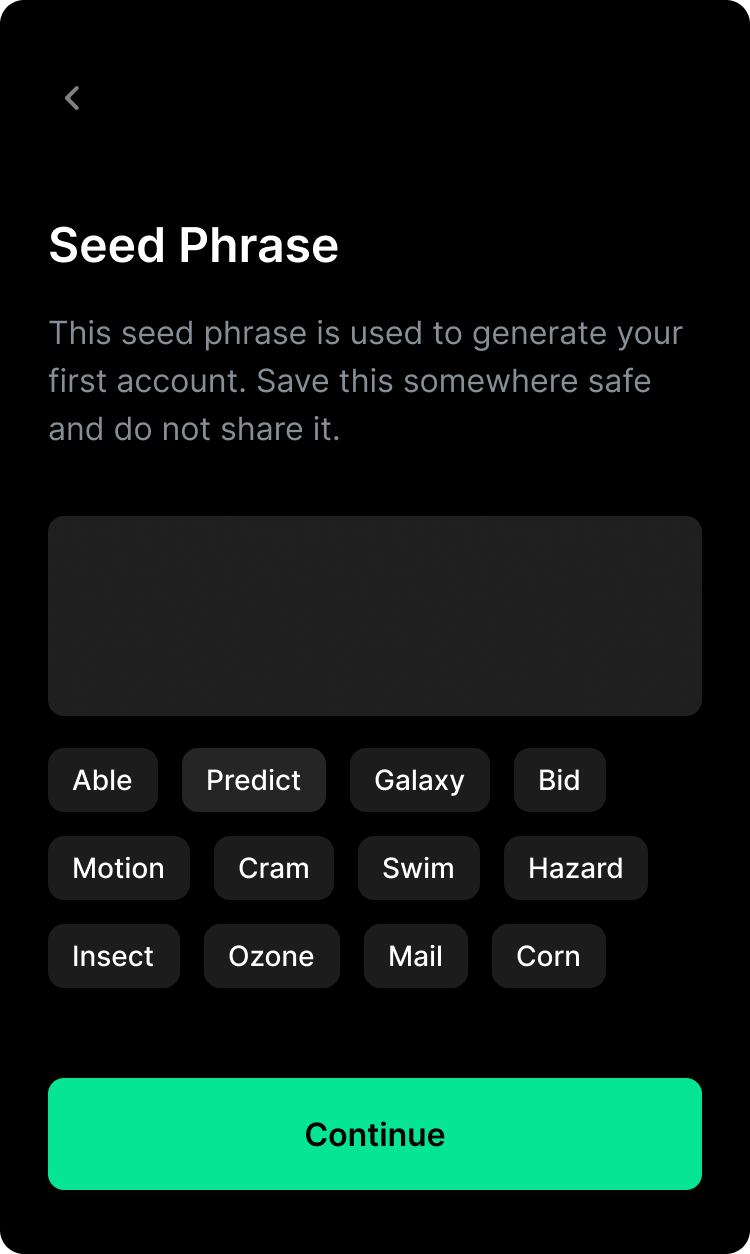 Seed Phrase
This seed phrase is used to generate your
first account. Save this somewhere safe
and do not share it.
Able Predict Galaxy Bid
Motion Cram Swim Hazard
Insect Ozone Mail Corn
Continue